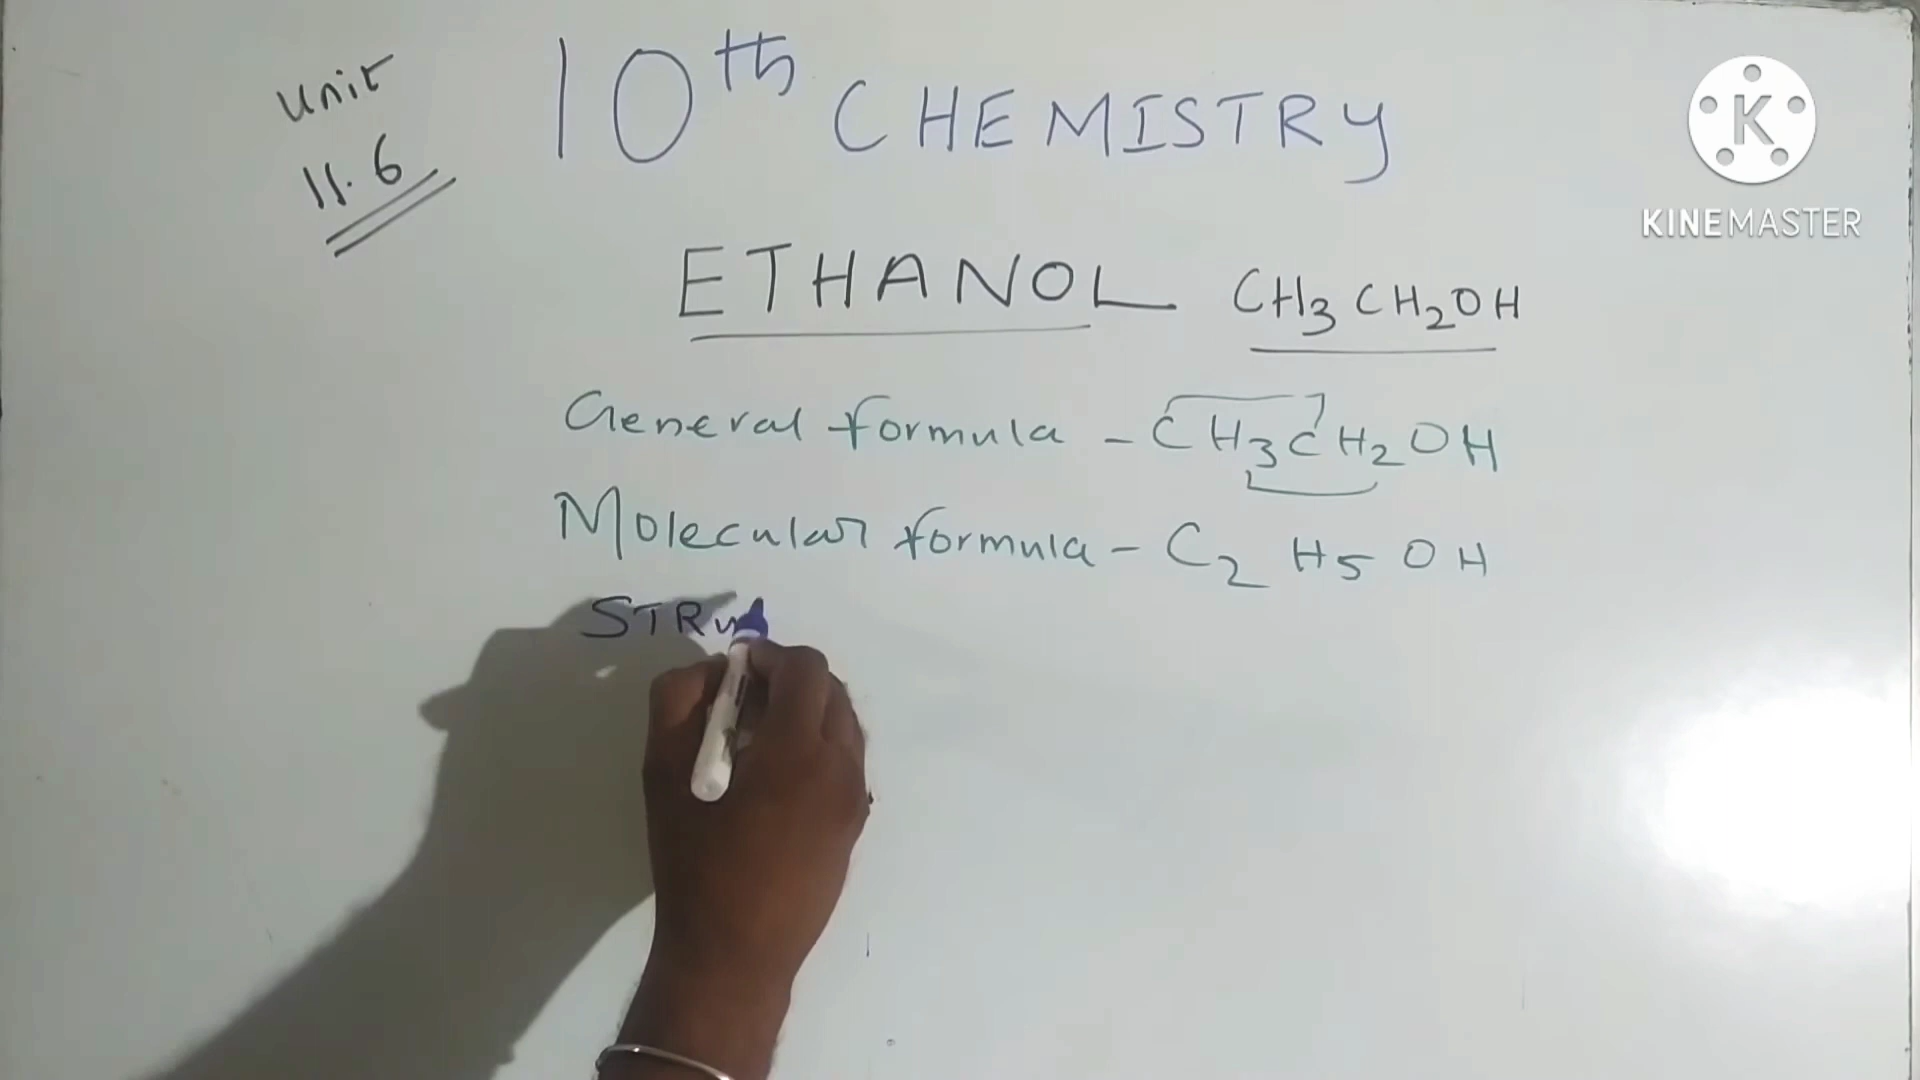 Unit
11.6
10th CHEMISTRY
ETHANOL CH3CH2OH
General formula - CH3CH2OH
Molecular formula - C2H5OH
STRu
K
KINEMASTER